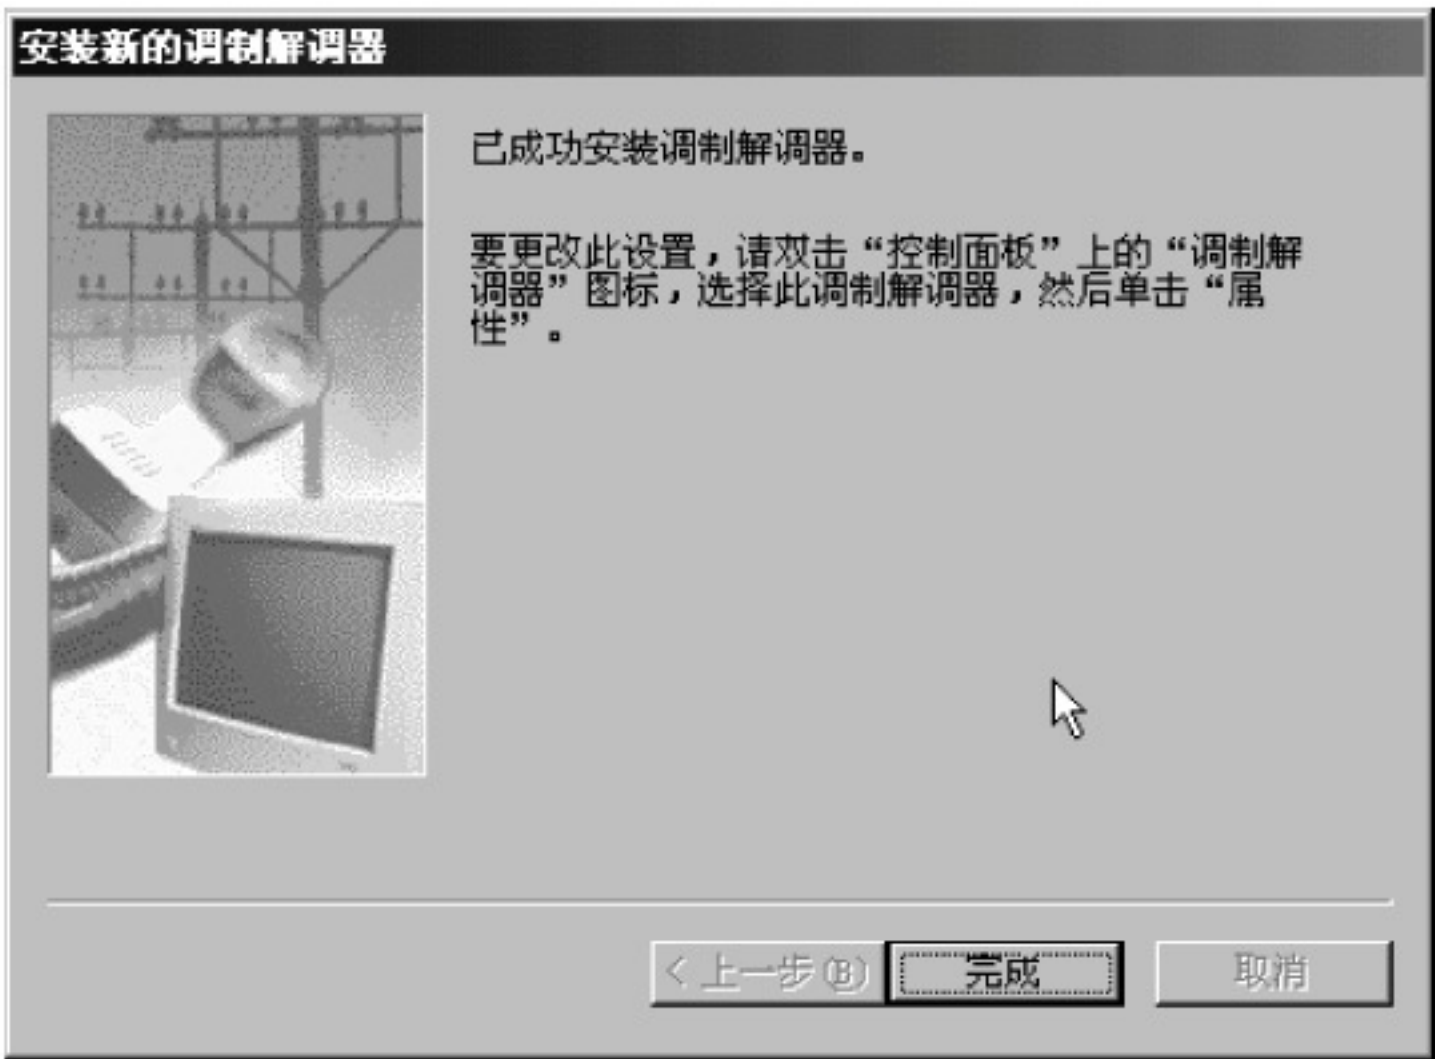 安装新的调制解调器
已成功安装调制解调器。
要更改此设置，请双击“控制面板”上的“调制解
调器”图标，选择此调制解调器，然后单击“属
性”。
< 上一步(B)
完成
取消